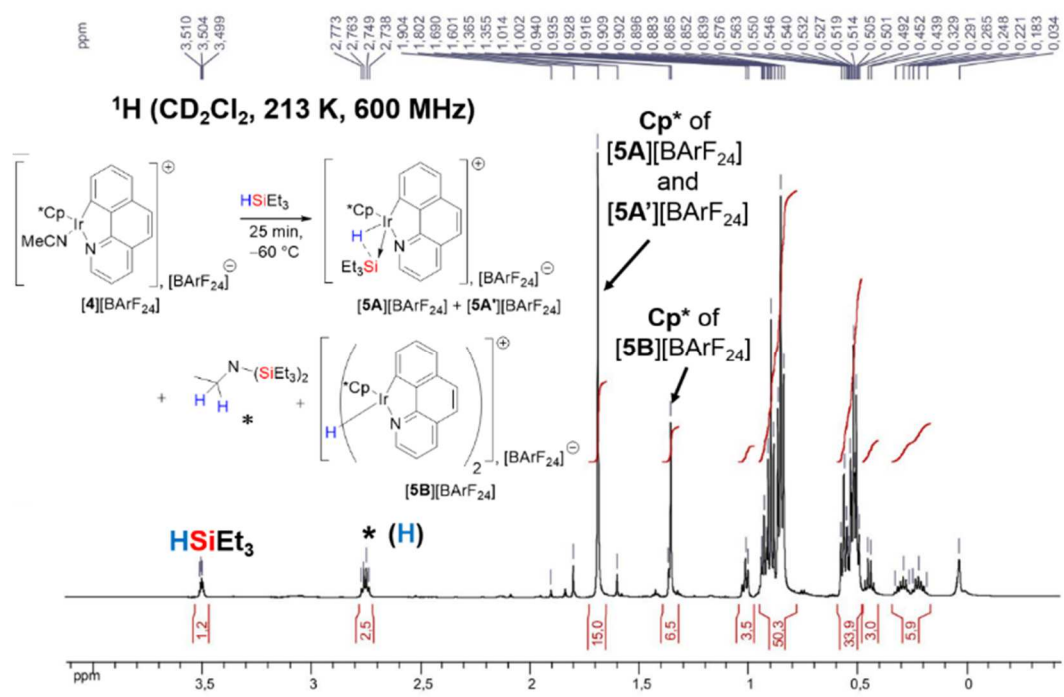 ppm
3,510
3,504
3,499
2,773
2,763
2,749
2,738
1,904
1,802
1,690
1,601
1,365
1,355
1,014
1,002
0,940
0,935
0,928
0,916
0,909
0,902
0,896
0,883
0,865
0,852
0,839
0,576
0,563
0,550
0,546
0,540
0,532
0,527
0,519
0,514
0,505
0,501
0,492
0,452
0,439
0,329
0,291
0,265
0,248
0,221
0,183
0,034
¹H (CD₂Cl₂, 213 K, 600 MHz)
*Cp
Ir
MeCN
N
⊕
, [BArF₂₄]⊖
[4][BArF₂₄]
HSiEt₃
25 min,
–60 °C
*Cp
Ir
H
N
Et₃Si
⊕
, [BArF₂₄]⊖
[5A][BArF₂₄] + [5A'][BArF₂₄]
+
N
(SiEt₃)₂
H
H
*
+
*Cp
Ir
H
N
2
⊕
, [BArF₂₄]⊖
[5B][BArF₂₄]
Cp* of
[5A][BArF₂₄]
and
[5A'][BArF₂₄]
Cp* of
[5B][BArF₂₄]
HSiEt₃
* (H)
1,2
2,5
15,0
6,5
3,5
50,3
33,9
3,0
5,9
ppm
3,5
3
2,5
2
1,5
1
0,5
0